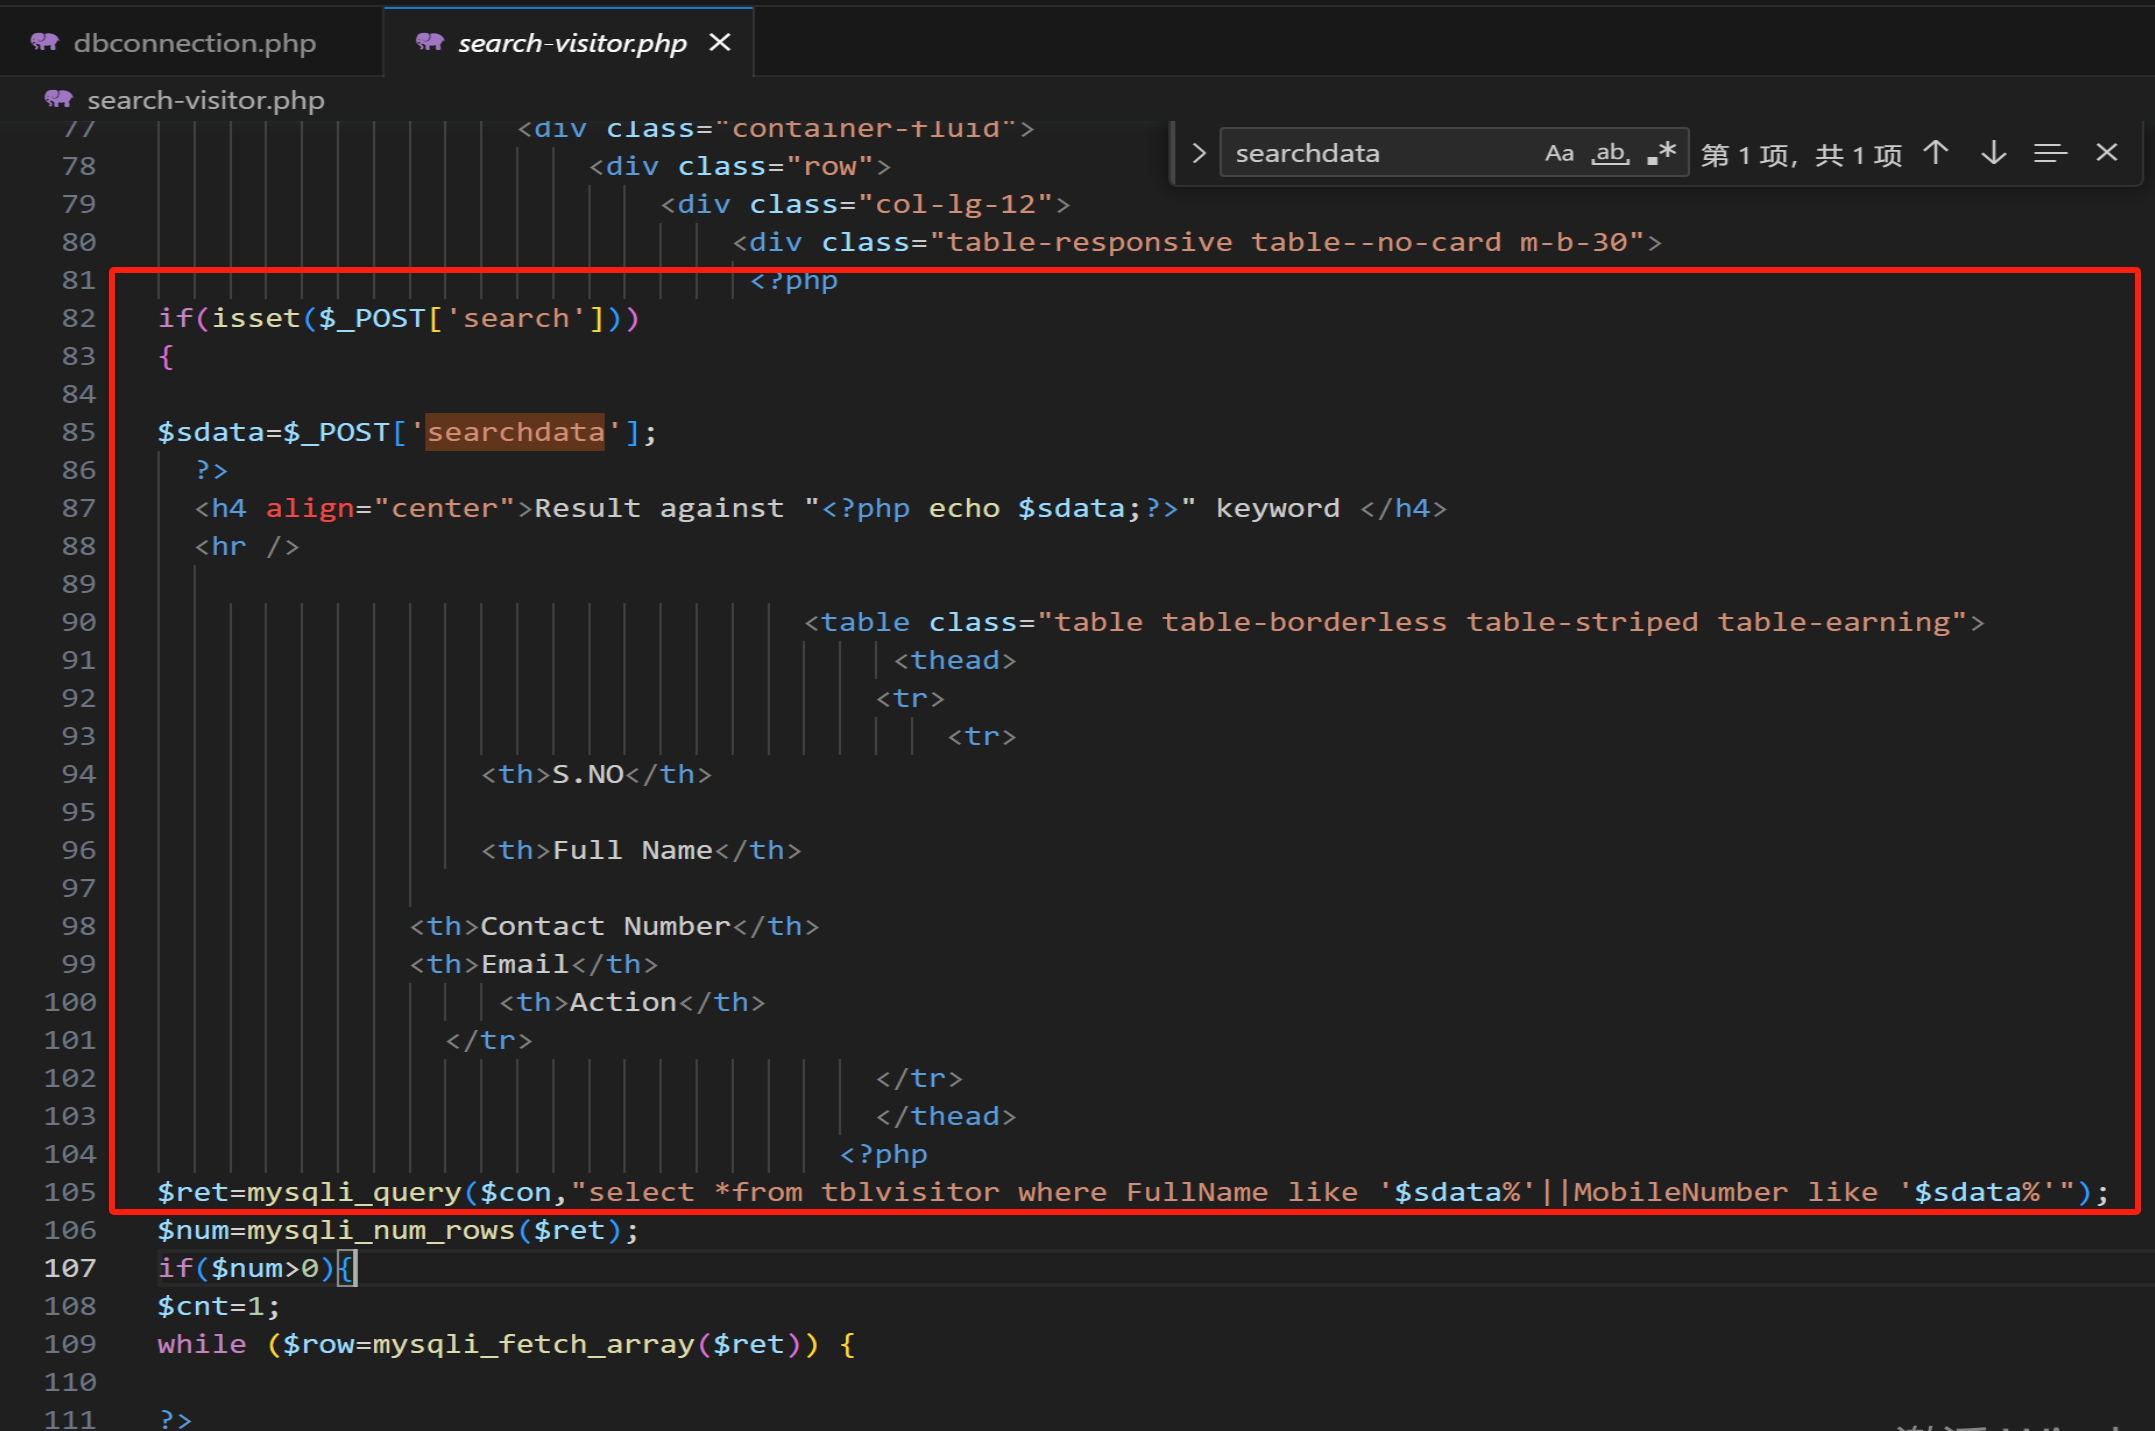 dbconnection.php
search-visitor.php
search-visitor.php
searchdata Aa ab .* 第 1 项，共 1 项
77 <div class="container-fluid">
78 <div class="row">
79 <div class="col-lg-12">
80 <div class="table-responsive table--no-card m-b-30">
81 <?php
82 if(isset($_POST['search']))
83 {
84
85 $sdata=$_POST['searchdata'];
86 ?>
87 <h4 align="center">Result against "<?php echo $sdata;?>" keyword </h4>
88 <hr />
89
90 <table class="table table-borderless table-striped table-earning">
91 <thead>
92 <tr>
93 <tr>
94 <th>S.NO</th>
95
96 <th>Full Name</th>
97
98 <th>Contact Number</th>
99 <th>Email</th>
100 <th>Action</th>
101 </tr>
102 </tr>
103 </thead>
104 <?php
105 $ret=mysqli_query($con,"select *from tblvisitor where FullName like '$sdata%'||MobileNumber like '$sdata%'");
106 $num=mysqli_num_rows($ret);
107 if($num>0){
108 $cnt=1;
109 while ($row=mysqli_fetch_array($ret)) {
110
111 ?>